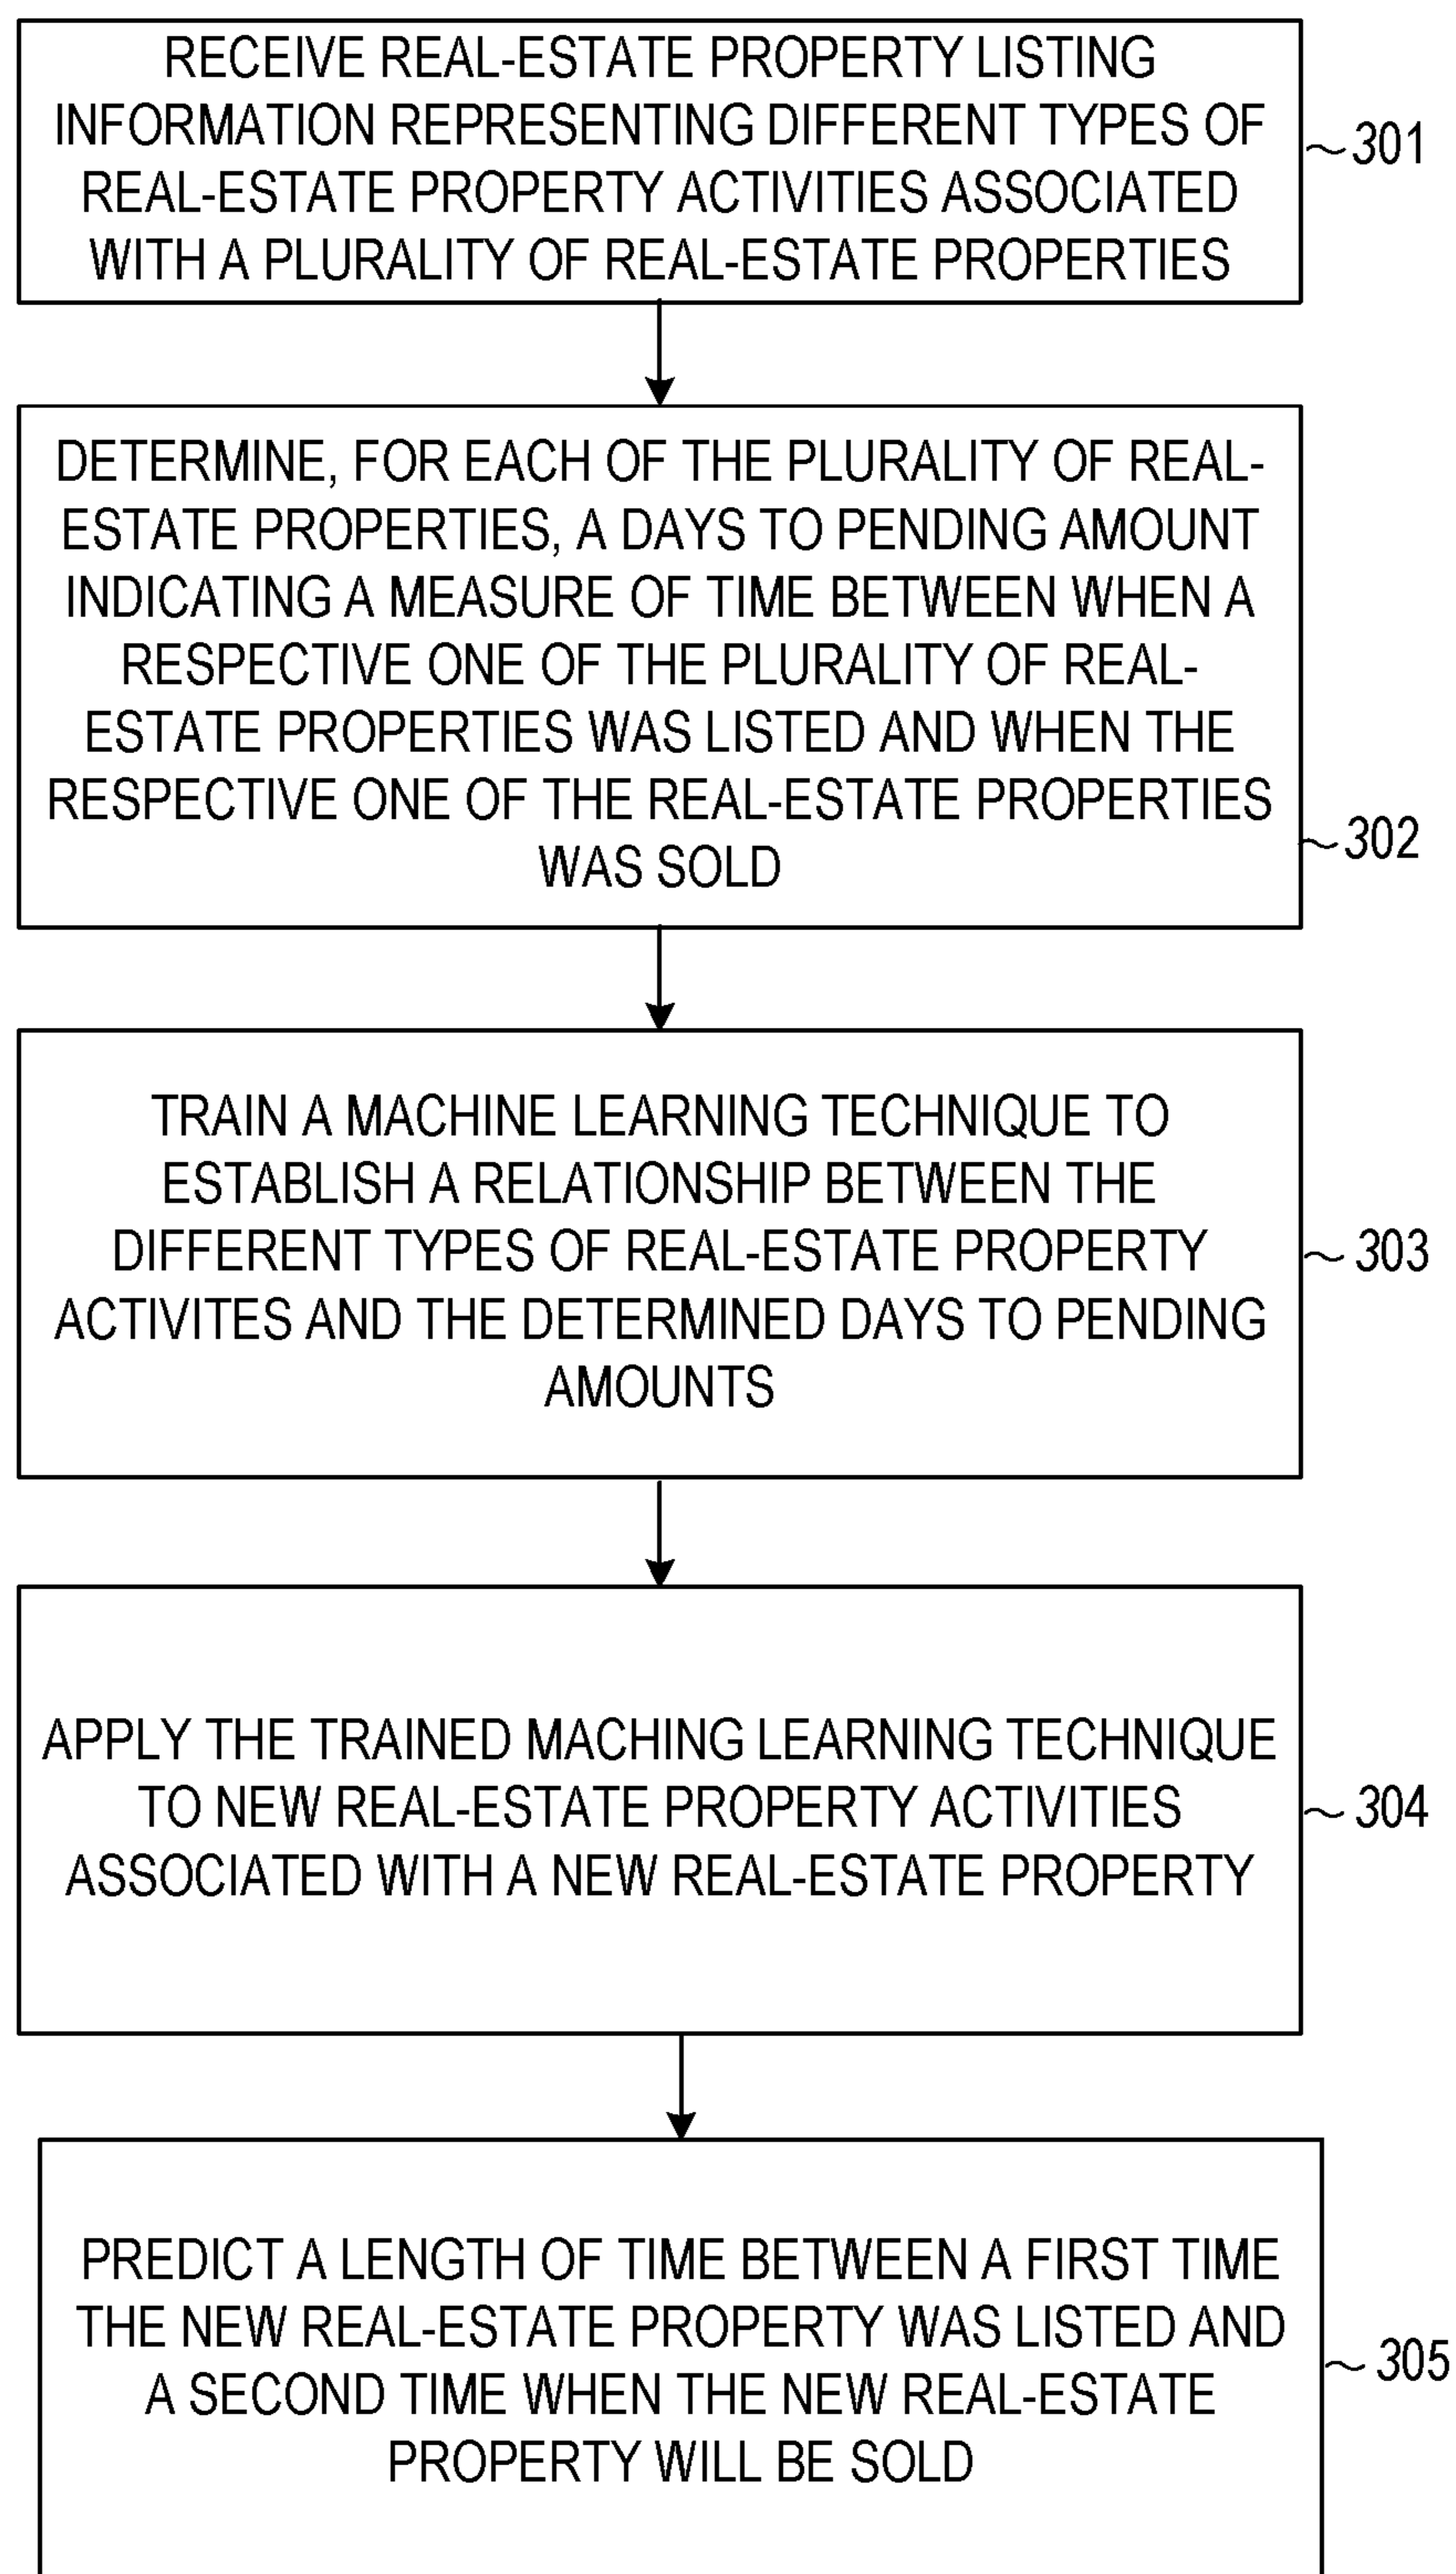 RECEIVE REAL-ESTATE PROPERTY LISTING
INFORMATION REPRESENTING DIFFERENT TYPES OF
REAL-ESTATE PROPERTY ACTIVITIES ASSOCIATED
WITH A PLURALITY OF REAL-ESTATE PROPERTIES
301
DETERMINE, FOR EACH OF THE PLURALITY OF REAL-
ESTATE PROPERTIES, A DAYS TO PENDING AMOUNT
INDICATING A MEASURE OF TIME BETWEEN WHEN A
RESPECTIVE ONE OF THE PLURALITY OF REAL-
ESTATE PROPERTIES WAS LISTED AND WHEN THE
RESPECTIVE ONE OF THE REAL-ESTATE PROPERTIES
WAS SOLD
302
TRAIN A MACHINE LEARNING TECHNIQUE TO
ESTABLISH A RELATIONSHIP BETWEEN THE
DIFFERENT TYPES OF REAL-ESTATE PROPERTY
ACTIVITES AND THE DETERMINED DAYS TO PENDING
AMOUNTS
303
APPLY THE TRAINED MACHING LEARNING TECHNIQUE
TO NEW REAL-ESTATE PROPERTY ACTIVITIES
ASSOCIATED WITH A NEW REAL-ESTATE PROPERTY
304
PREDICT A LENGTH OF TIME BETWEEN A FIRST TIME
THE NEW REAL-ESTATE PROPERTY WAS LISTED AND
A SECOND TIME WHEN THE NEW REAL-ESTATE
PROPERTY WILL BE SOLD
305